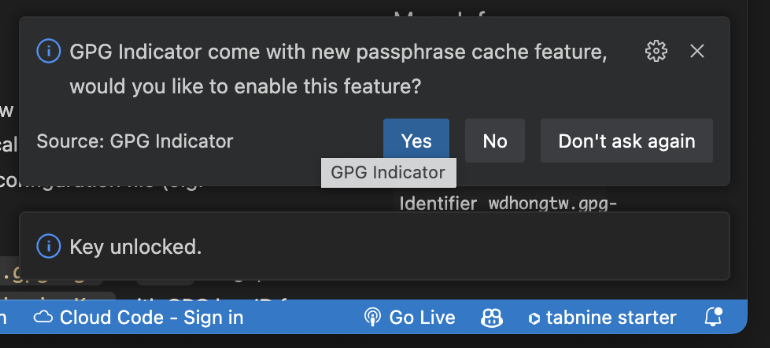 GPG Indicator come with new passphrase cache feature,
would you like to enable this feature?
Source: GPG Indicator
Yes
No
Don't ask again
GPG Indicator
Identifier wdhongtw.gpg-
Key unlocked.
Cloud Code - Sign in
Go Live
tabnine starter